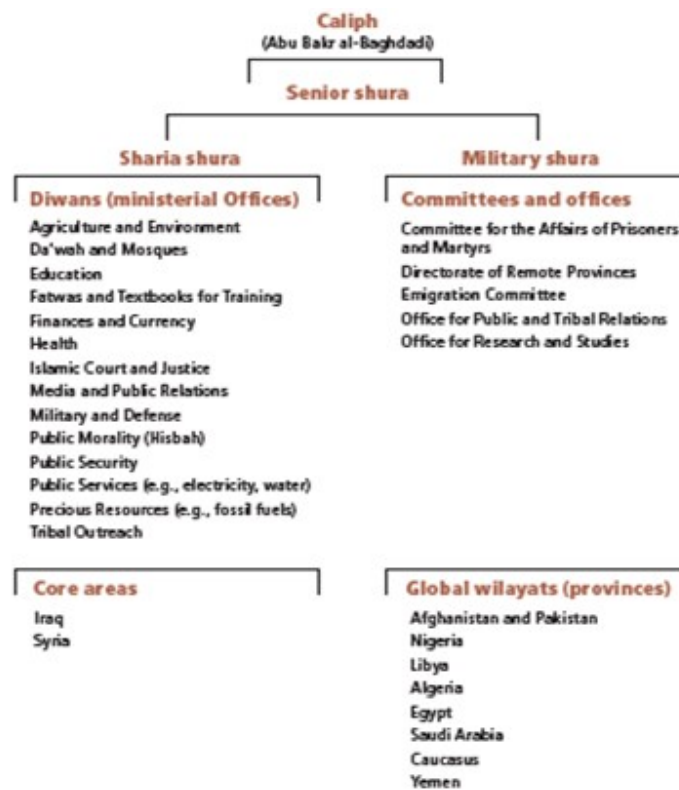 Caliph
(Abu Bakr al-Baghdadi)
Senior shura
Sharia shura
Military shura
Diwans (ministerial Offices)
Agriculture and Environment
Da'wah and Mosques
Education
Fatwas and Textbooks for Training
Finances and Currency
Health
Islamic Court and Justice
Media and Public Relations
Military and Defense
Public Morality (Hisbah)
Public Security
Public Services (e.g., electricity, water)
Precious Resources (e.g., fossil fuels)
Tribal Outreach
Committees and offices
Committee for the Affairs of Prisoners
and Martyrs
Directorate of Remote Provinces
Emigration Committee
Office for Public and Tribal Relations
Office for Research and Studies
Core areas
Iraq
Syria
Global wilayats (provinces)
Afghanistan and Pakistan
Nigeria
Libya
Algeria
Egypt
Saudi Arabia
Caucasus
Yemen